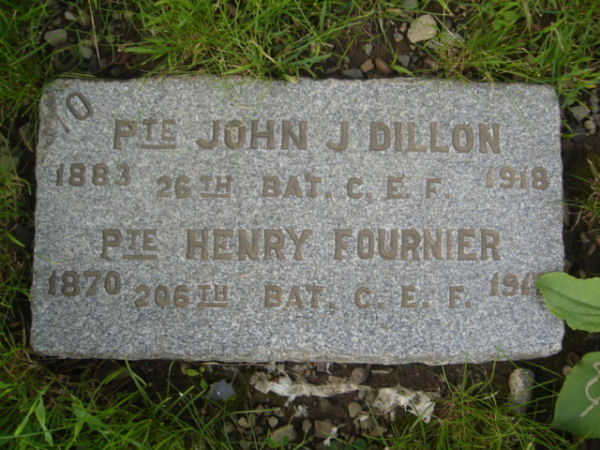 10
PTE JOHN J DILLON
1883 26TH BAT. C. E. F. 1918
PTE HENRY FOURNIER
1870 206TH BAT. C. E. F.